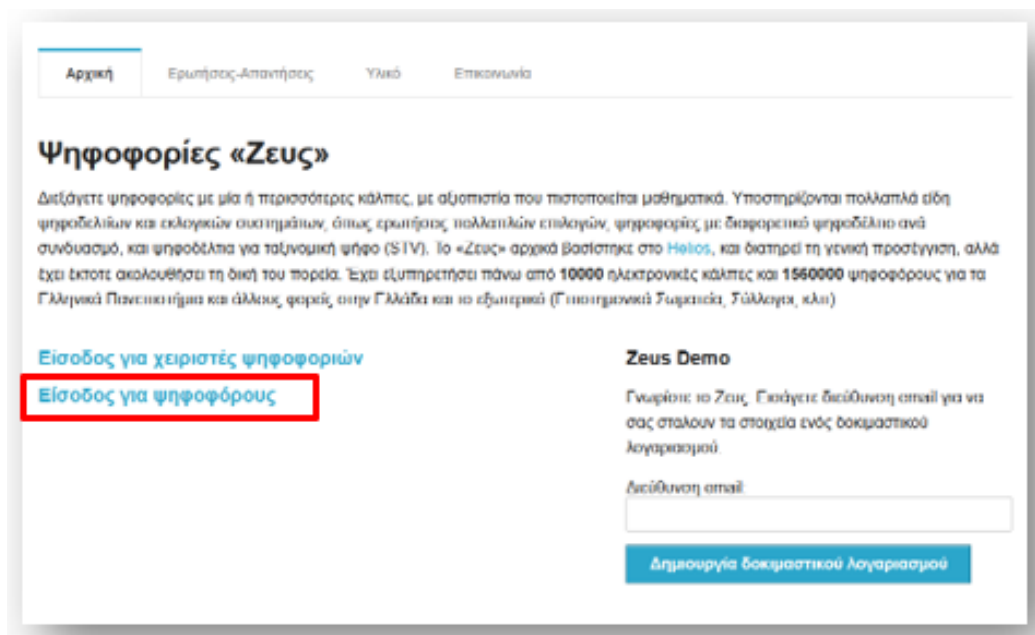 Αρχική Ερωτήσεις-Απαντήσεις Υλικό Επικοινωνία
Ψηφοφορίες «Ζευς»
Διεξάγετε ψηφοφορίες με μία ή περισσότερες κάλπες, με αξιοπιστία που πιστοποιείται μαθηματικά. Υποστηρίζονται πολλαπλά είδη
ψηφοδελτίων και εκλογικών συστημάτων, όπως ερωτήσεις πολλαπλών επιλογών, ψηφοφορίες με διαφορετικό ψηφοδέλτιο ανά
συνδυασμό, και ψηφοδέλτια για ταξινομική ψήφο (STV). Το «Ζευς» αρχικά βασίστηκε στο Helios, και διατηρεί τη γενική προσέγγιση, αλλά
έχει έκτοτε ακολουθήσει τη δική του πορεία. Έχει εξυπηρετήσει πάνω από 10000 ηλεκτρονικές κάλπες και 1560000 ψηφοφόρους για τα
Ελληνικά Πανεπιστήμια και άλλους φορείς στην Ελλάδα και το εξωτερικό (Επιστημονικά Σωματεία, Σύλλογοι, κλπ)
Είσοδος για χειριστές ψηφοφοριών
Είσοδος για ψηφοφόρους
Zeus Demo
Γνωρίστε το Ζευς. Εισάγετε διεύθυνση email για να
σας σταλουν τα στοιχεία ενός δοκιμαστικού
λογαριασμού.
Διεύθυνση email:
Δημιουργία δοκιμαστικού λογαριασμού